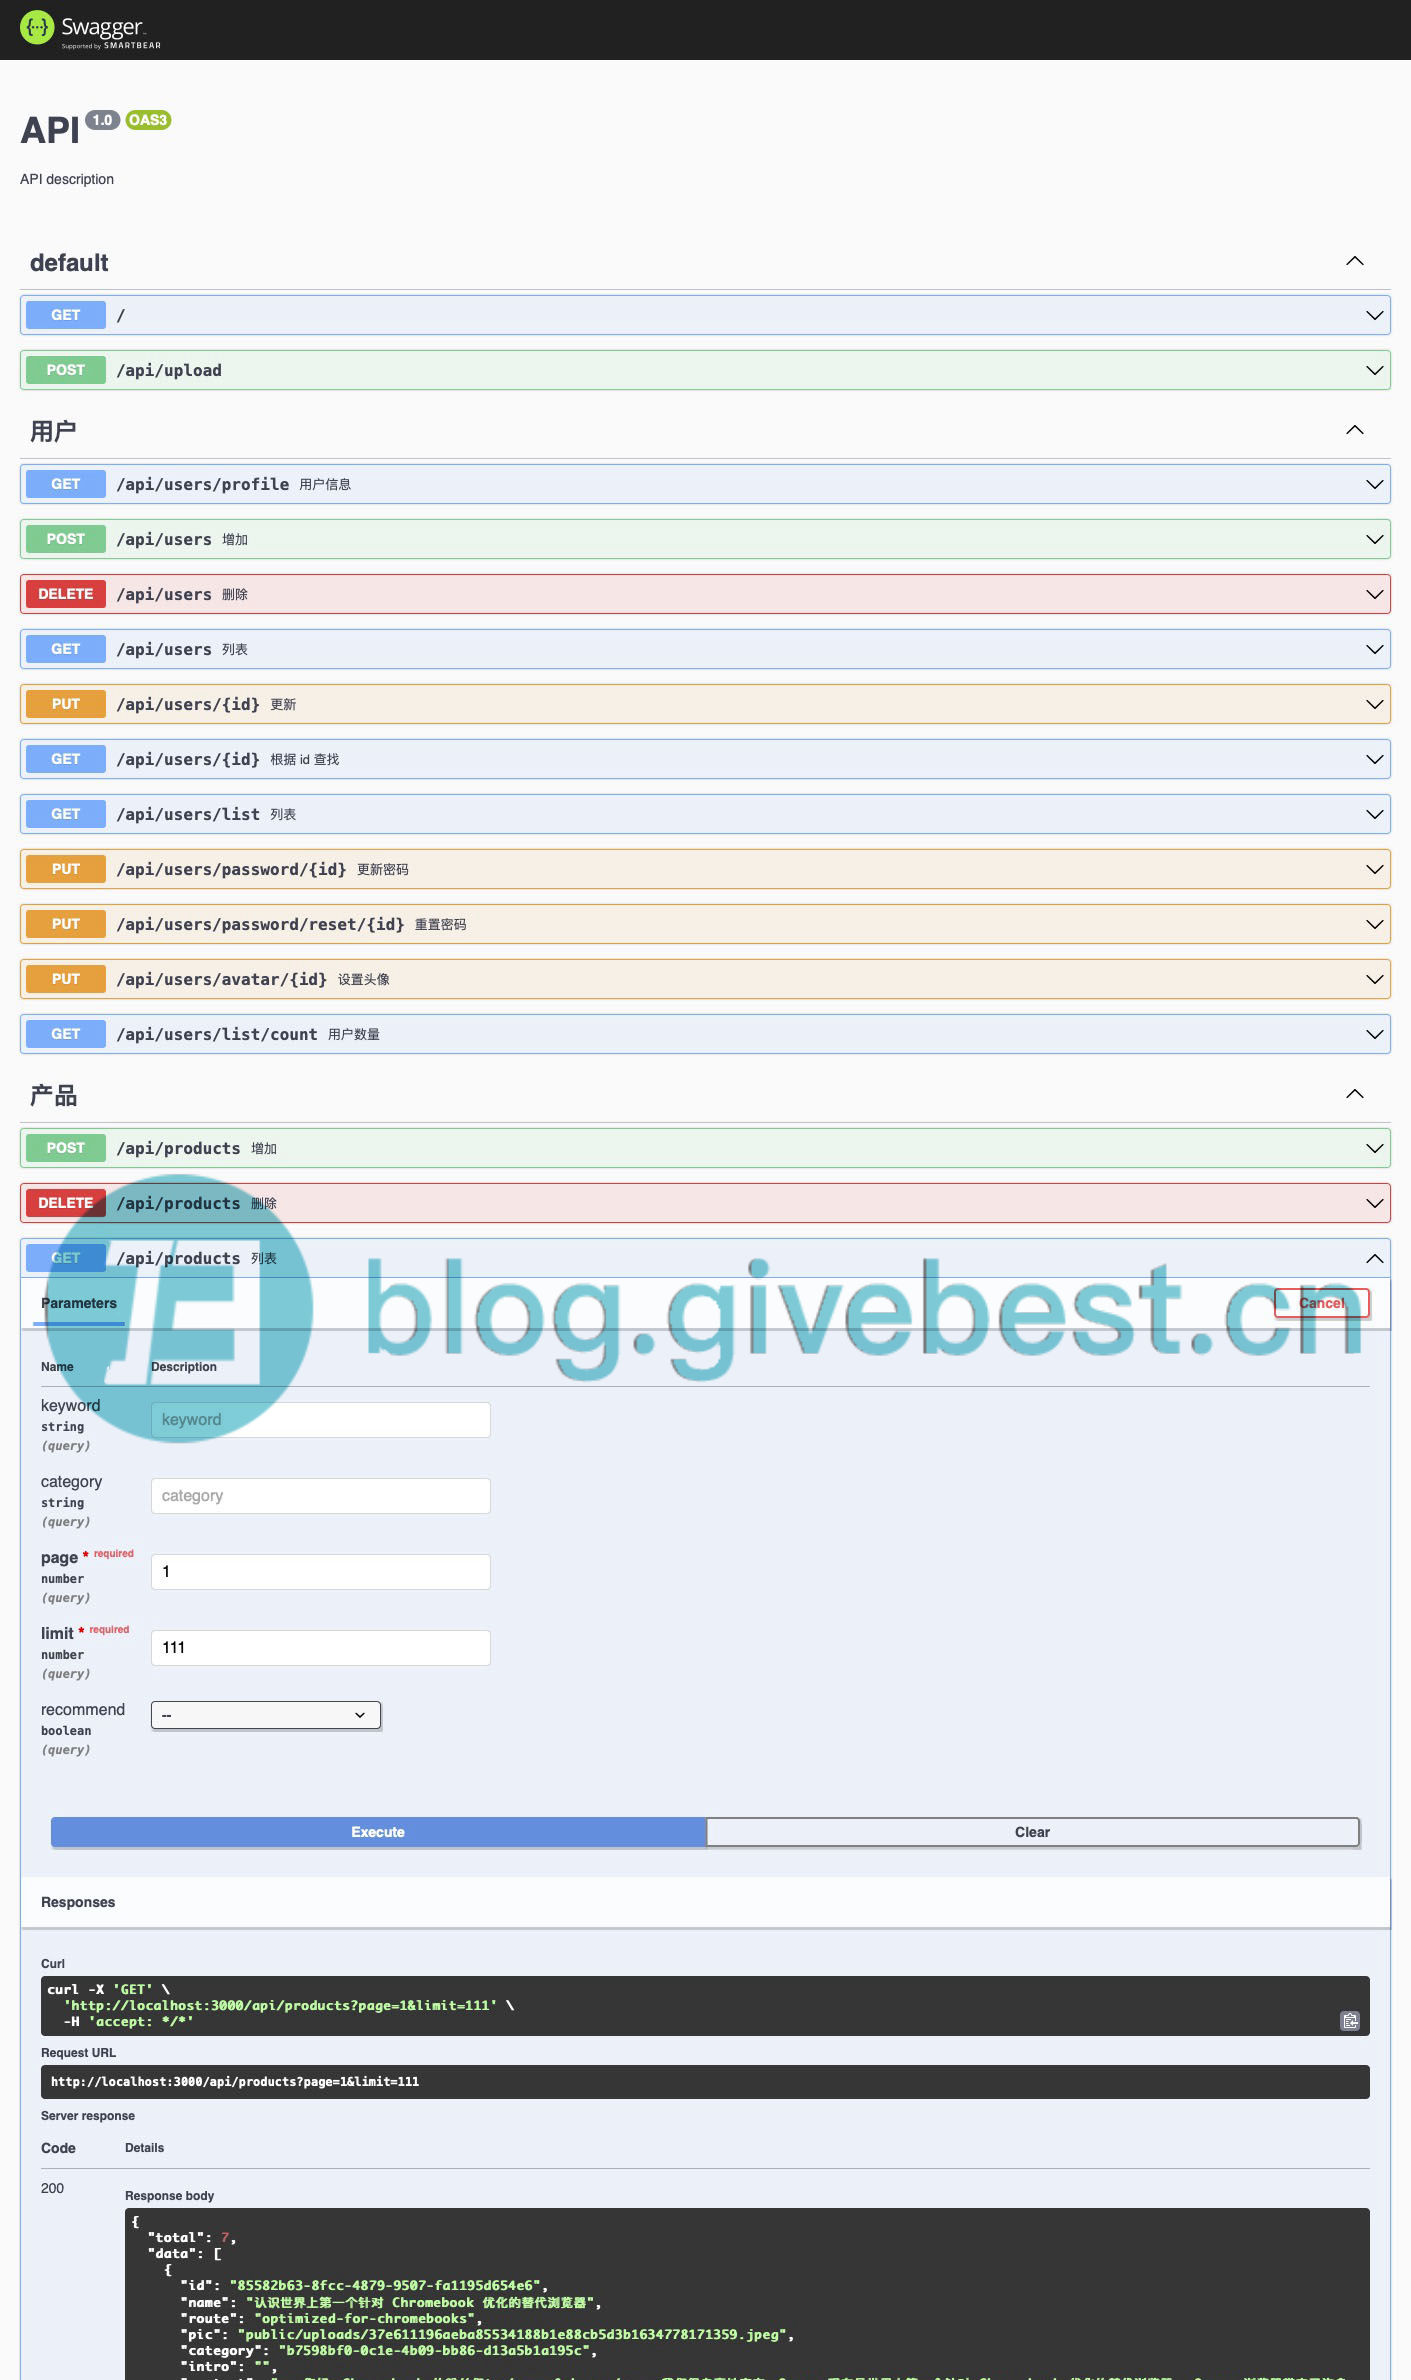 Swagger
Supported by SMARTBEAR
API 1.0 OAS3
API description
default
GET /
POST /api/upload
用户
GET /api/users/profile 用户信息
POST /api/users 增加
DELETE /api/users 删除
GET /api/users 列表
PUT /api/users/{id} 更新
GET /api/users/{id} 根据 id 查找
GET /api/users/list 列表
PUT /api/users/password/{id} 更新密码
PUT /api/users/password/reset/{id} 重置密码
PUT /api/users/avatar/{id} 设置头像
GET /api/users/list/count 用户数量
产品
POST /api/products 增加
DELETE /api/products 删除
GET /api/products 列表
blog.givebest.cn
Parameters Cancel
Name Description
keyword
string
(query)
keyword
category
string
(query)
category
page * required
number
(query)
1
limit * required
number
(query)
111
recommend
boolean
(query)
--
Execute Clear
Responses
Curl
curl -X 'GET' \
'http://localhost:3000/api/products?page=1&limit=111' \
-H 'accept: */*'
Request URL
http://localhost:3000/api/products?page=1&limit=111
Server response
Code Details
200
Response body
{
"total": 7,
"data": [
{
"id": "85582b63-8fcc-4879-9507-fa1195d654e6",
"name": "认识世界上第一个针对 Chromebook 优化的替代浏览器",
"route": "optimized-for-chromebooks",
"pic": "public/uploads/37e611196aeba85534188b1e88cb5d3b1634778171359.jpeg",
"category": "b7598bf0-0c1e-4b09-bb86-d13a5b1a195c",
"intro": "",